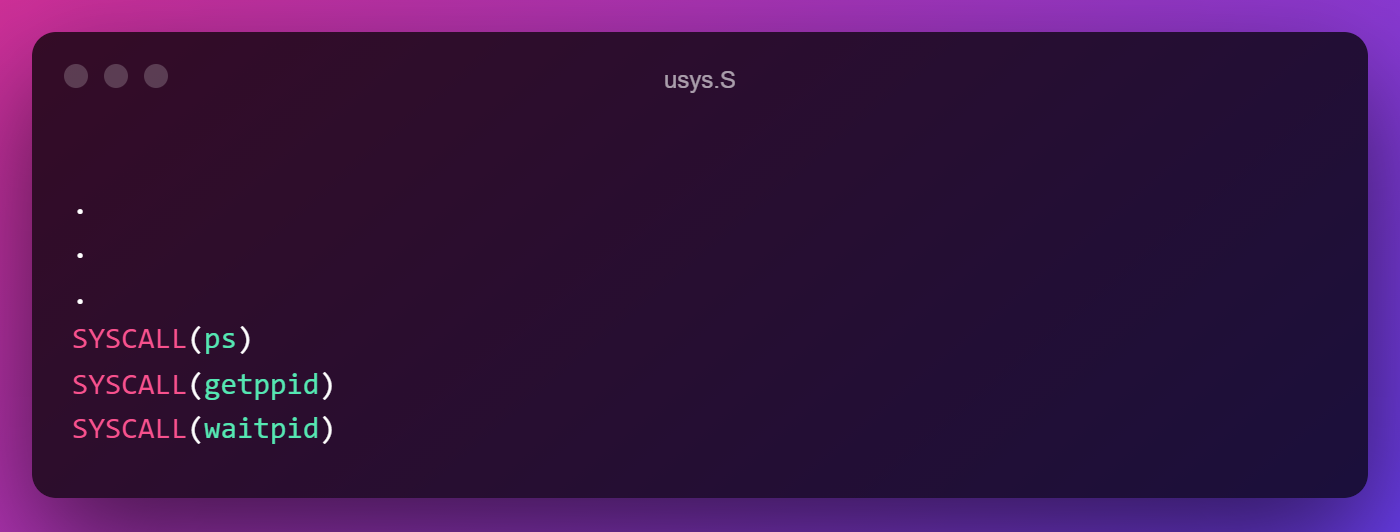 usys.S
.
.
.
SYSCALL(ps)
SYSCALL(getppid)
SYSCALL(waitpid)